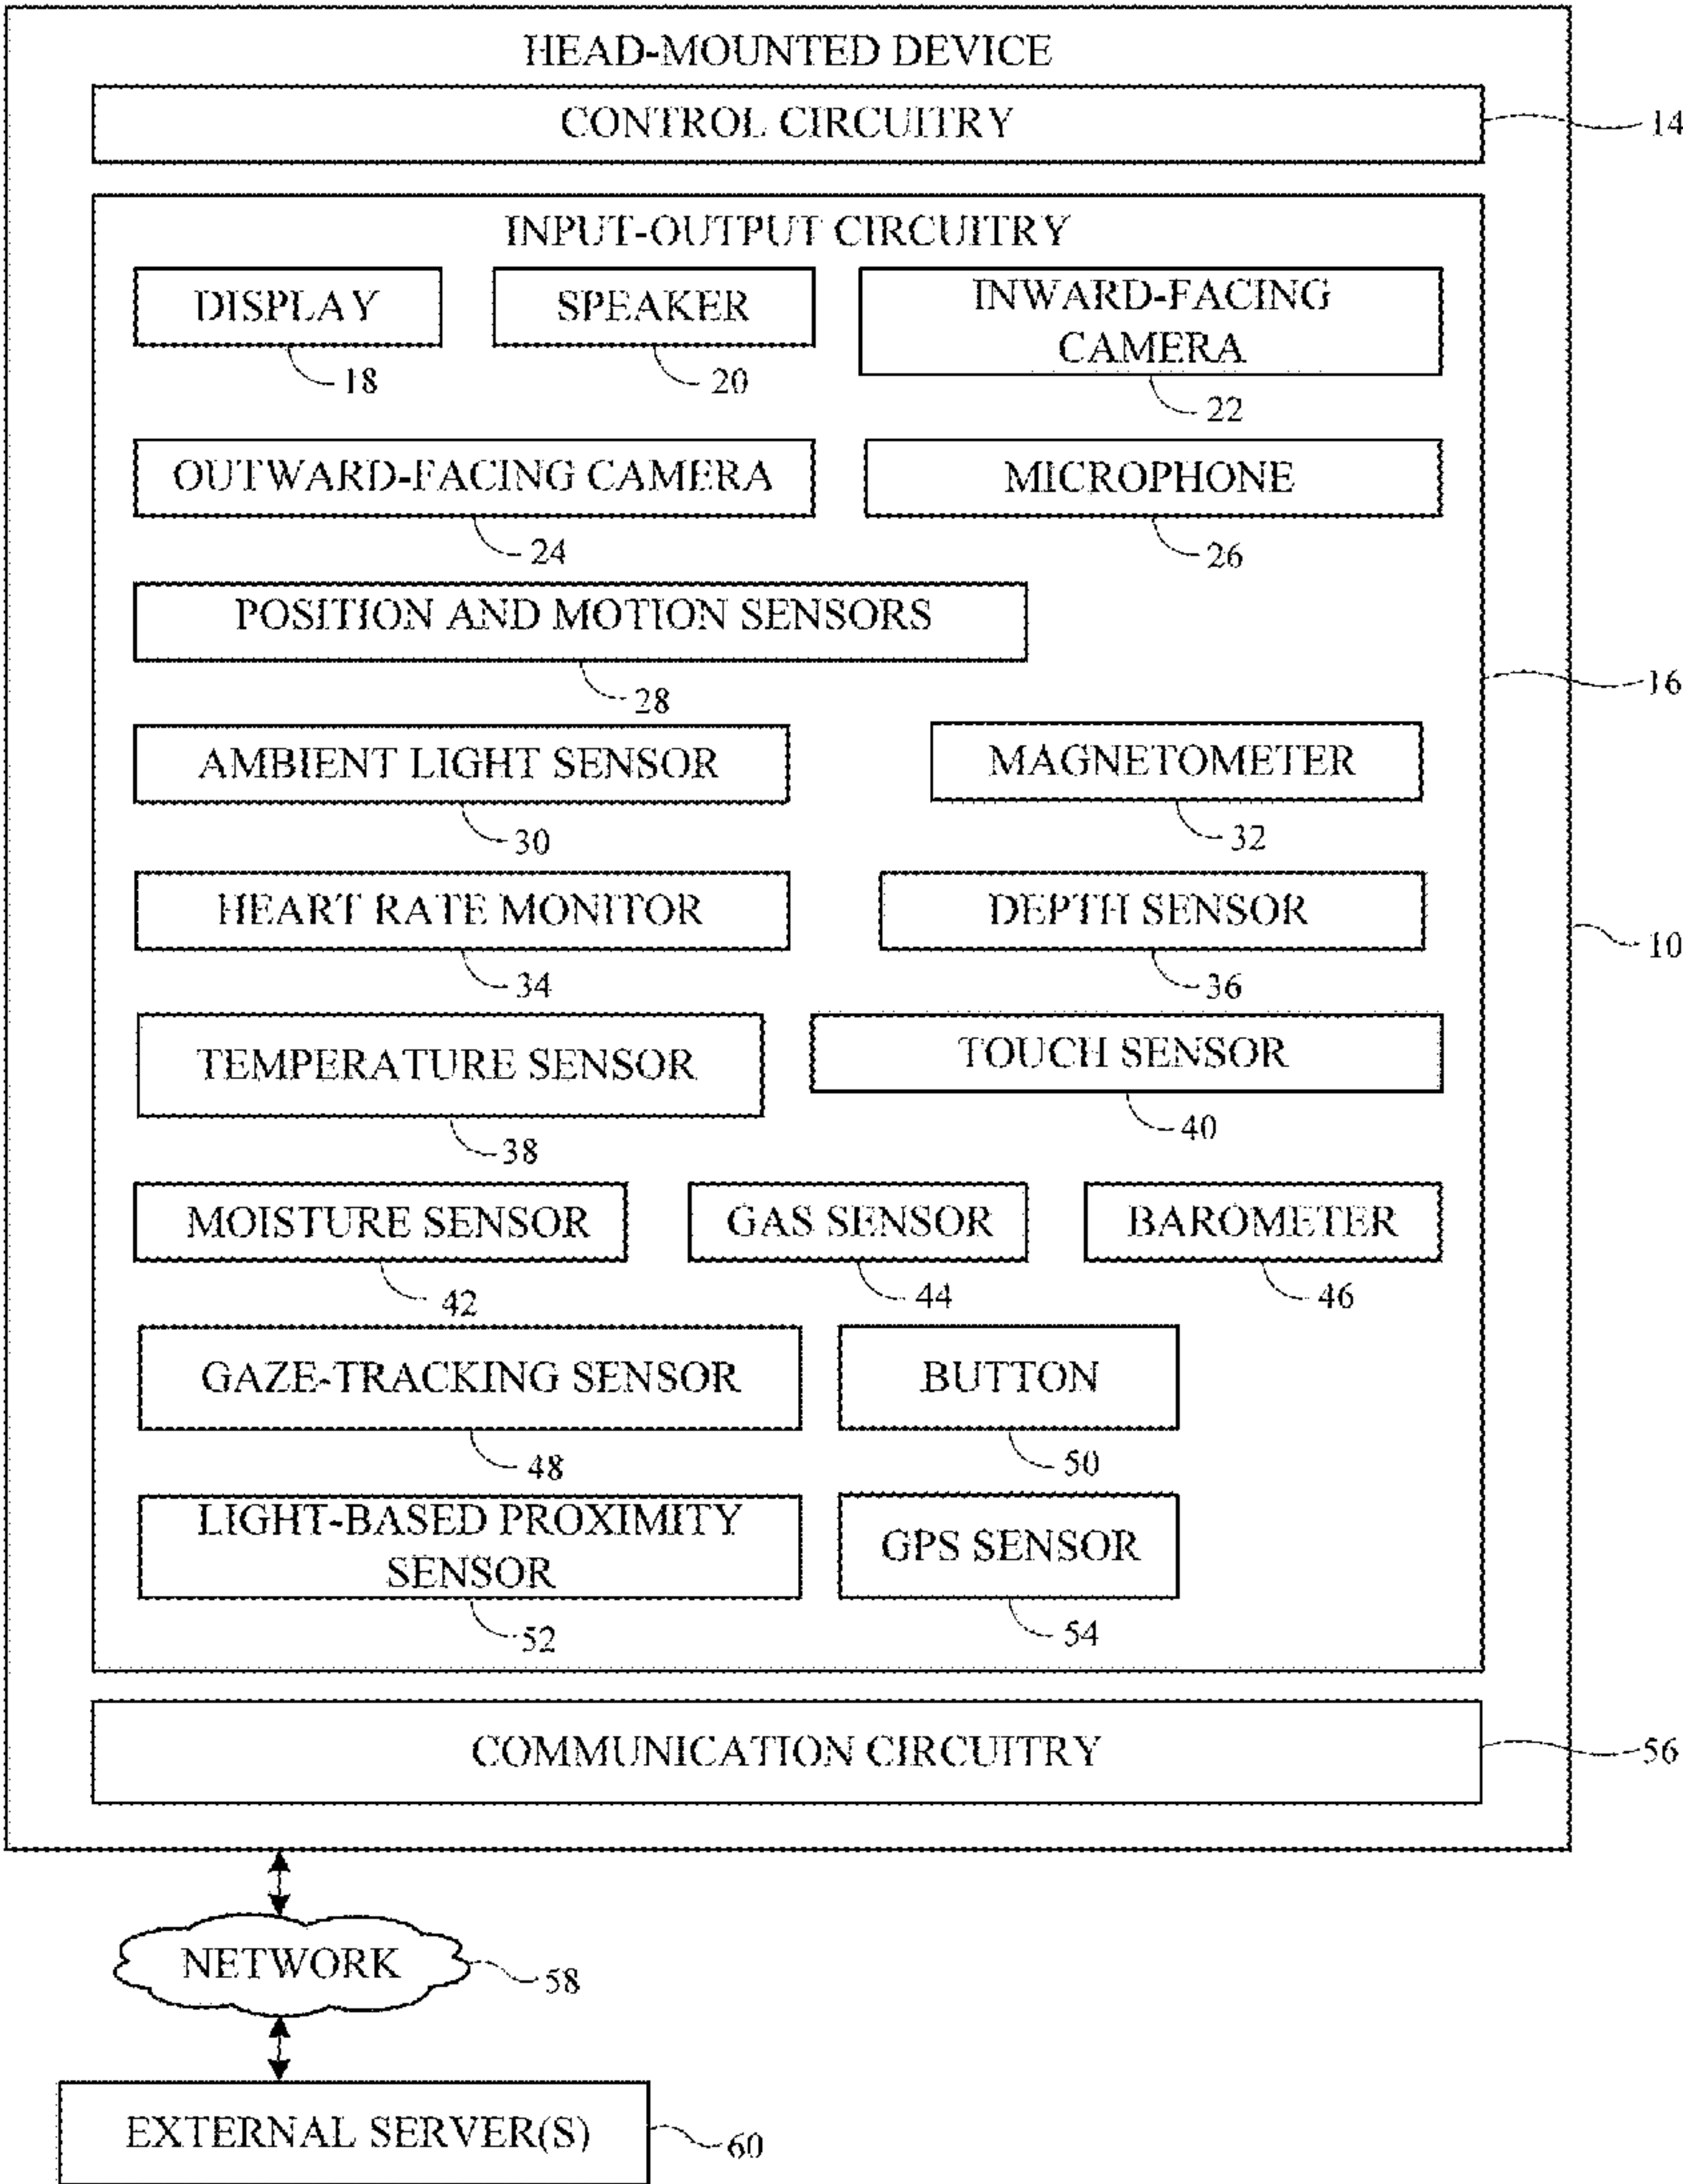 HEAD-MOUNTED DEVICE
CONTROL CIRCUITRY
14
INPUT-OUTPUT CIRCUITRY
DISPLAY
18
SPEAKER
20
INWARD-FACING
CAMERA
22
OUTWARD-FACING CAMERA
24
MICROPHONE
26
POSITION AND MOTION SENSORS
28
16
AMBIENT LIGHT SENSOR
30
MAGNETOMETER
32
HEART RATE MONITOR
34
DEPTH SENSOR
36
10
TEMPERATURE SENSOR
38
TOUCH SENSOR
40
MOISTURE SENSOR
42
GAS SENSOR
44
BAROMETER
46
GAZE-TRACKING SENSOR
48
BUTTON
50
LIGHT-BASED PROXIMITY
SENSOR
52
GPS SENSOR
54
COMMUNICATION CIRCUITRY
56
NETWORK
58
EXTERNAL SERVER(S)
60